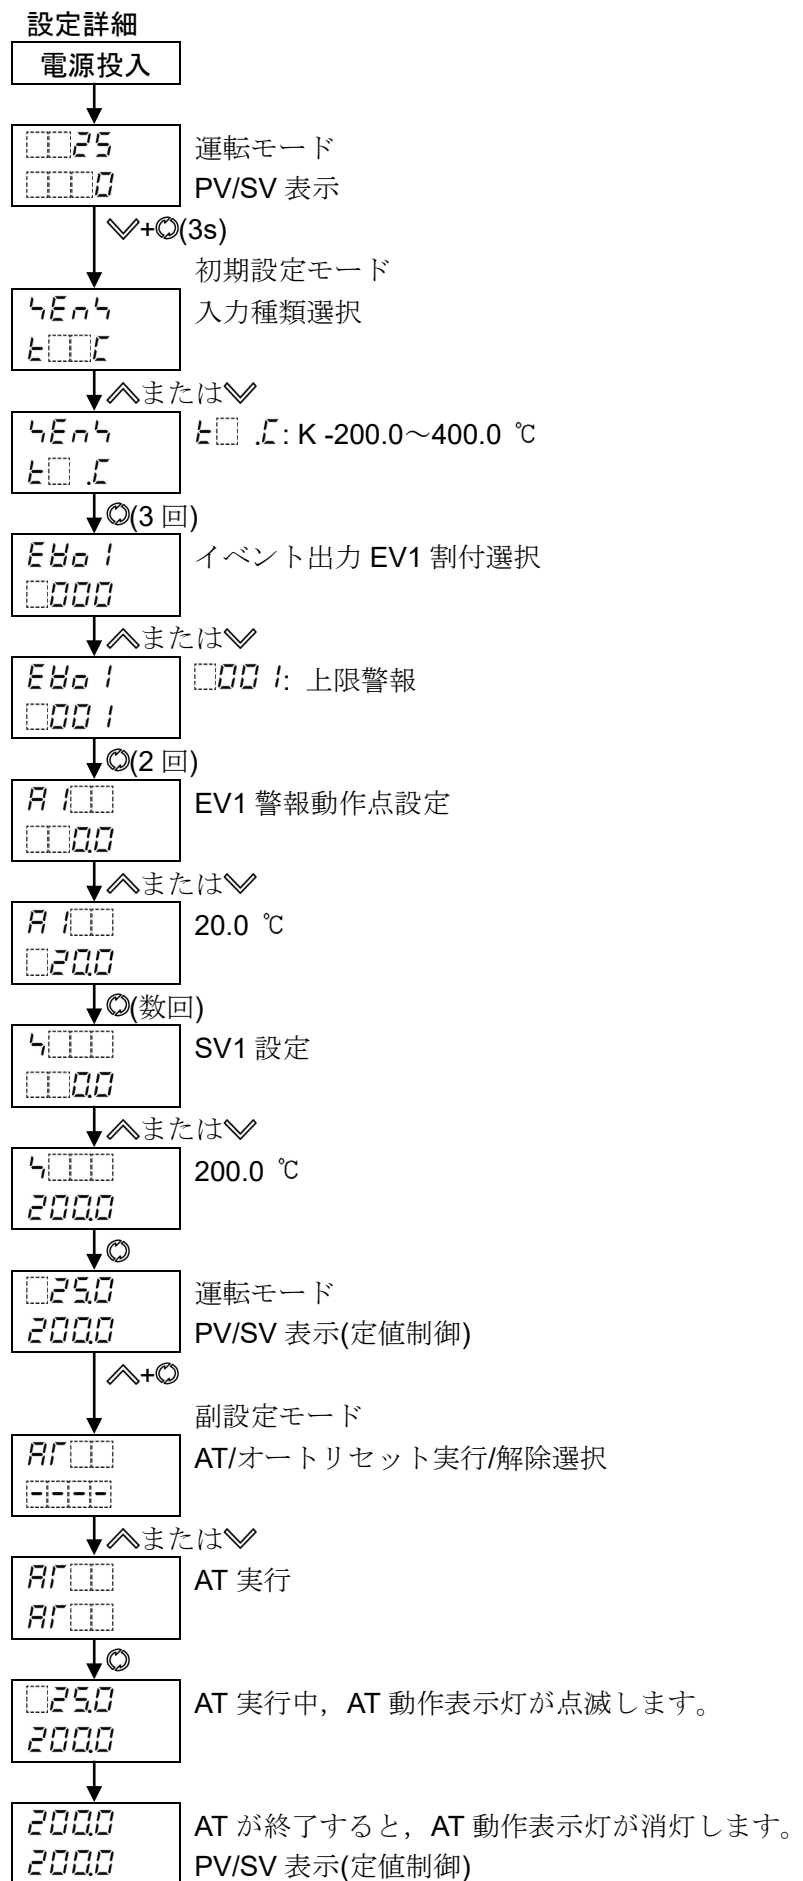 設定詳細
電源投入
25 運転モード
0 PV/SV 表示
+(3s)
初期設定モード
SEnS 入力種類選択
E C
または
SEnS E .C: K -200.0～400.0 ℃
E .C
(3 回)
EVo1 イベント出力 EV1 割付選択
000
または
EVo1 001: 上限警報
001
(2 回)
A1 EV1 警報動作点設定
0.0
または
A1 20.0 ℃
20.0
(数回)
S SV1 設定
0.0
または
S 200.0 ℃
200.0
25.0 運転モード
200.0 PV/SV 表示(定値制御)
+
副設定モード
AT AT/オートリセット実行/解除選択
----
または
AT AT 実行
AT
25.0 AT 実行中，AT 動作表示灯が点滅します。
200.0
200.0 AT が終了すると，AT 動作表示灯が消灯します。
200.0 PV/SV 表示(定値制御)